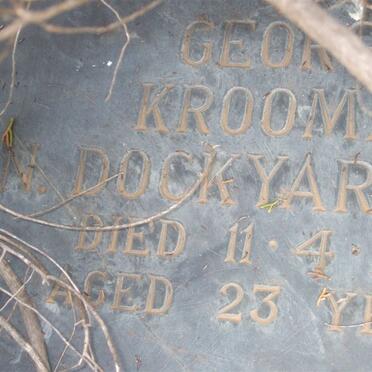 GEOR
KROOM
N. DOCKYAR
DIED 11.4.
AGED 23 YE